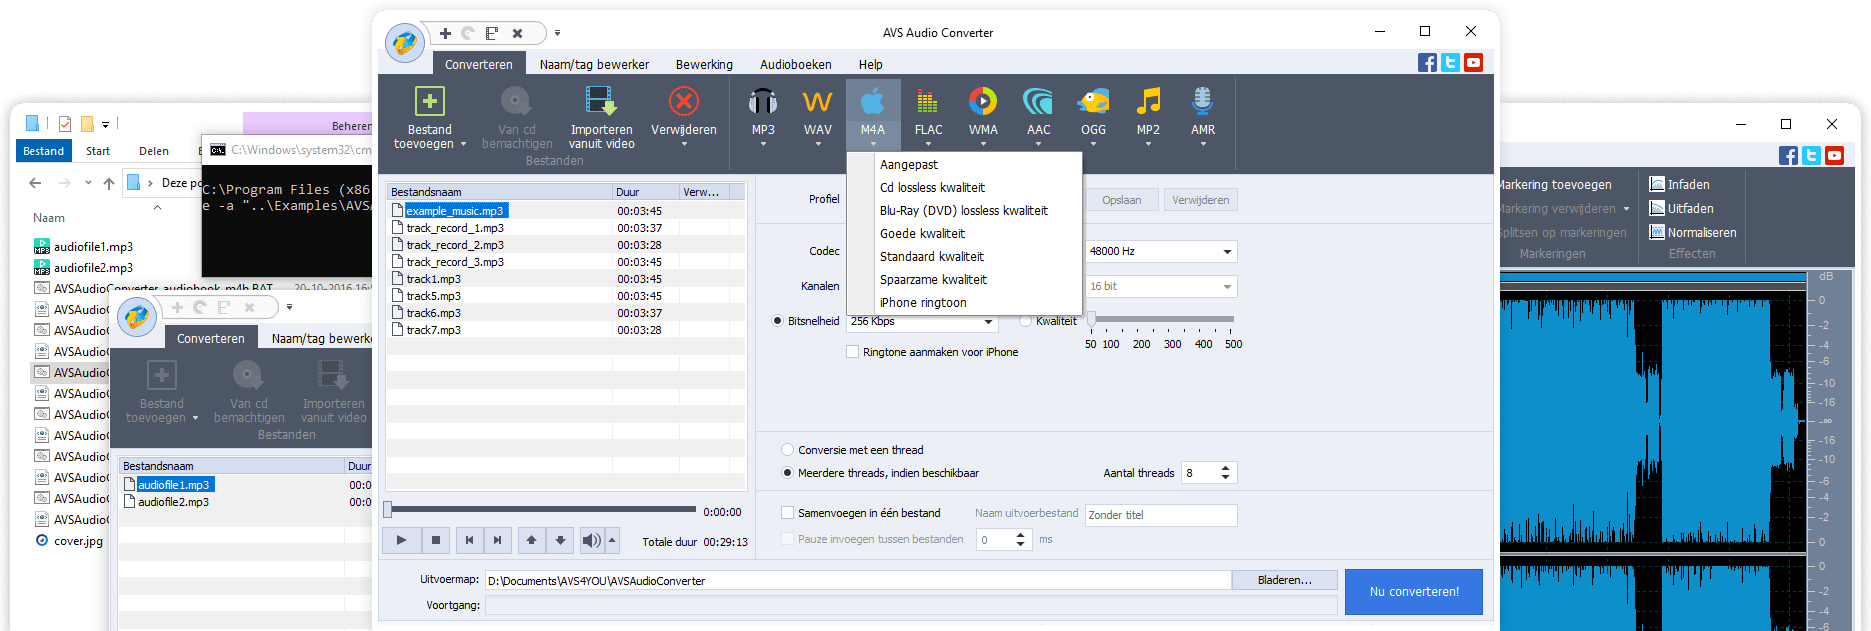 Beheren
Bestand Start Delen
Deze pc
Naam
audiofile1.mp3
audiofile2.mp3
AVSAudioConverter audiobook m4b.BAT 20-10-2016
AVSAudio
AVSAudio
AVSAudio
AVSAudio
AVSAudio
AVSAudio
AVSAudio
AVSAudio
AVSAudio
AVSAudio
AVSAudio
cover.jpg
C:\Windows\system32\cm
C:\Program Files (x86
e -a "..\Examples\AVS
Converteren Naam/tag bewerke
Bestand toevoegen
Van cd bemachtigen
Importeren vanuit video
Bestanden
Bestandsnaam Duur
audiofile1.mp3 00:0
audiofile2.mp3 00:0
AVS Audio Converter
Converteren Naam/tag bewerker Bewerking Audioboeken Help
Bestand toevoegen
Van cd bemachtigen
Importeren vanuit video
Verwijderen
Bestanden
MP3 WAV M4A FLAC WMA AAC OGG MP2 AMR
Aangepast
Cd lossless kwaliteit
Blu-Ray (DVD) lossless kwaliteit
Goede kwaliteit
Standaard kwaliteit
Spaarzame kwaliteit
iPhone ringtoon
Bestandsnaam Duur Verw...
example_music.mp3 00:03:45
track_record_1.mp3 00:03:37
track_record_2.mp3 00:03:28
track_record_3.mp3 00:03:45
track1.mp3 00:03:45
track5.mp3 00:03:45
track6.mp3 00:03:37
track7.mp3 00:03:28
0:00:00
Totale duur 00:29:13
Profiel Opslaan Verwijderen
Codec 48000 Hz
Kanalen 16 bit
Bitsnelheid 256 Kbps Kwaliteit
50 100 200 300 400 500
Ringtone aanmaken voor iPhone
Conversie met een thread
Meerdere threads, indien beschikbaar Aantal threads 8
Samenvoegen in één bestand Naam uitvoerbestand Zonder titel
Pauze invoegen tussen bestanden 0 ms
Uitvoermap: D:\Documents\AVS4YOU\AVSAudioConverter Bladeren...
Voortgang:
Nu converteren!
Markering toevoegen
Markering verwijderen
Splitsen op markeringen
Markeringen
Infaden
Uitfaden
Normaliseren
Effecten
dB
0
-2
-4
-6
-10
-16
-∞
-16
-10
-6
-4
-2
0
0
-2
-4
-6